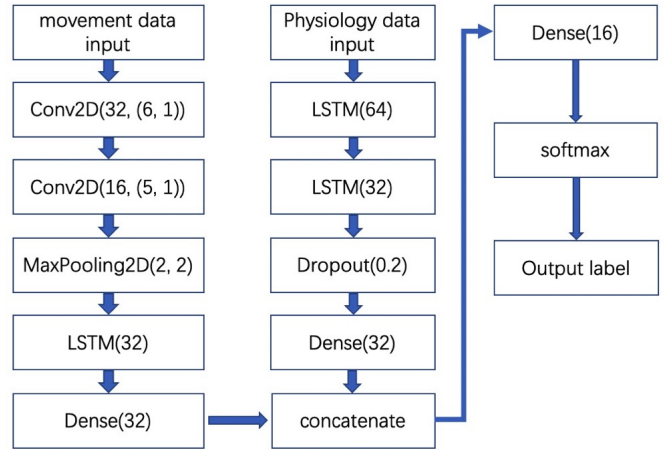 movement data
input
Conv2D(32, (6, 1))
Conv2D(16, (5, 1))
MaxPooling2D(2, 2)
LSTM(32)
Dense(32)
Physiology data
input
LSTM(64)
LSTM(32)
Dropout(0.2)
Dense(32)
concatenate
Dense(16)
softmax
Output label